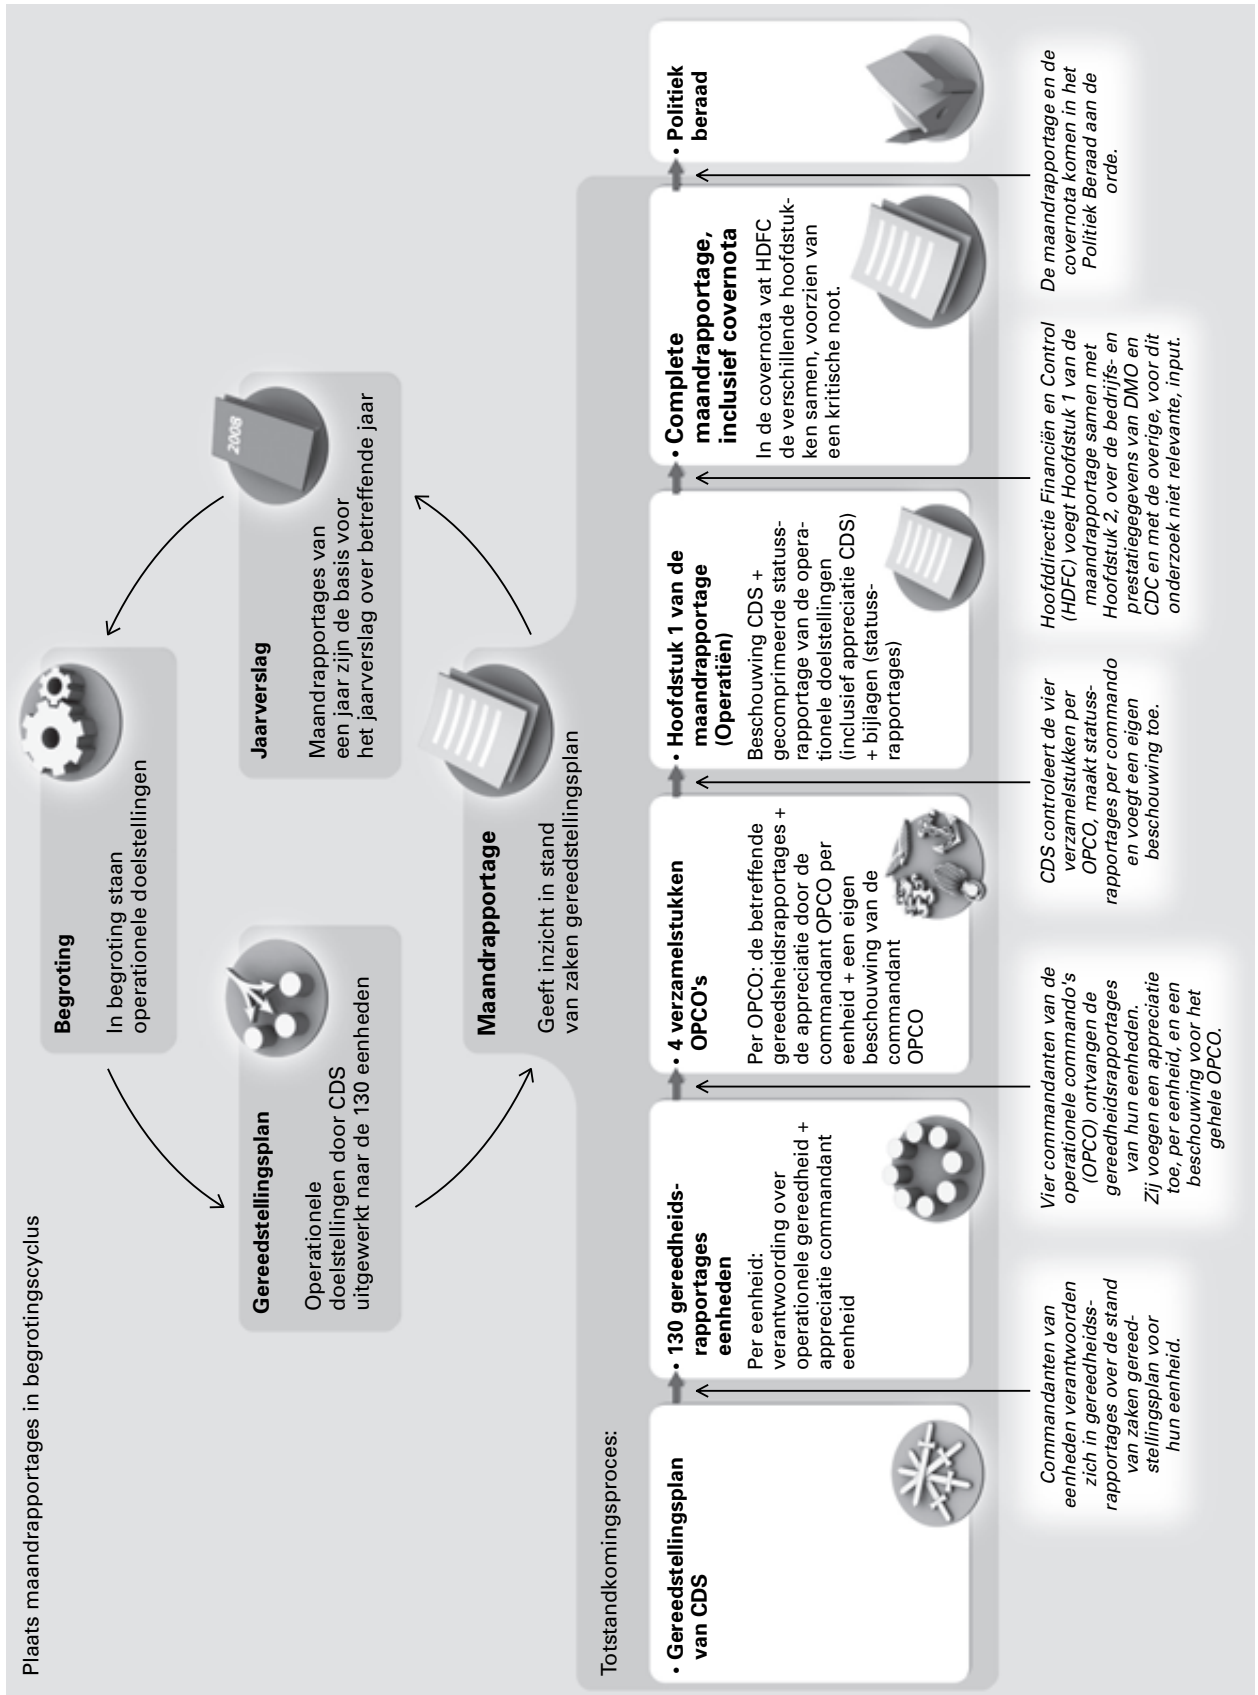 Plaats maandrapportages in begrotingscyclus
Begroting
In begroting staan
operationele doelstellingen
Gereedstellingsplan
Operationele
doelstellingen door CDS
uitgewerkt naar de 130 eenheden
Jaarverslag
Maandrapportages van
een jaar zijn de basis voor
het jaarverslag over betreffende jaar
2008
Maandrapportage
Geeft inzicht in stand
van zaken gereedstellingsplan
Totstandkomingsproces:
• Gereedstellingsplan
van CDS
• 130 gereedheids-
rapportages
eenheden
Per eenheid:
verantwoording over
operationele gereedheid +
appreciatie commandant
eenheid
• 4 verzamelstukken
OPCO's
Per OPCO: de betreffende
gereedsheidsrapportages +
de appreciatie door de
commandant OPCO per
eenheid + een eigen
beschouwing van de
commandant
OPCO
• Hoofdstuk 1 van de
maandrapportage
(Operatiën)
Beschouwing CDS +
gecomprimeerde statuss-
rapportage van de opera-
tionele doelstellingen
(inclusief appreciatie CDS)
+ bijlagen (statuss-
rapportages)
• Complete
maandrapportage,
inclusief covernota
In de covernota vat HDFC
de verschillende hoofdstuk-
ken samen, voorzien van
een kritische noot.
• Politiek
beraad
Commandanten van
eenheden verantwoorden
zich in gereedheidss-
rapportages over de stand
van zaken gereed-
stellingsplan voor
hun eenheid.
Vier commandanten van de
operationele commando's
(OPCO) ontvangen de
gereedheidsrapportages
van hun eenheden.
Zij voegen een appreciatie
toe, per eenheid, en een
beschouwing voor het
gehele OPCO.
CDS controleert de vier
verzamelstukken per
OPCO, maakt statuss-
rapportages per commando
en voegt een eigen
beschouwing toe.
Hoofddirectie Financiën en Control
(HDFC) voegt Hoofdstuk 1 van de
maandrapportage samen met
Hoofdstuk 2, over de bedrijfs- en
prestatiegegevens van DMO en
CDC en met de overige, voor dit
onderzoek niet relevante, input.
De maandrapportage en de
covernota komen in het
Politiek Beraad aan de
orde.